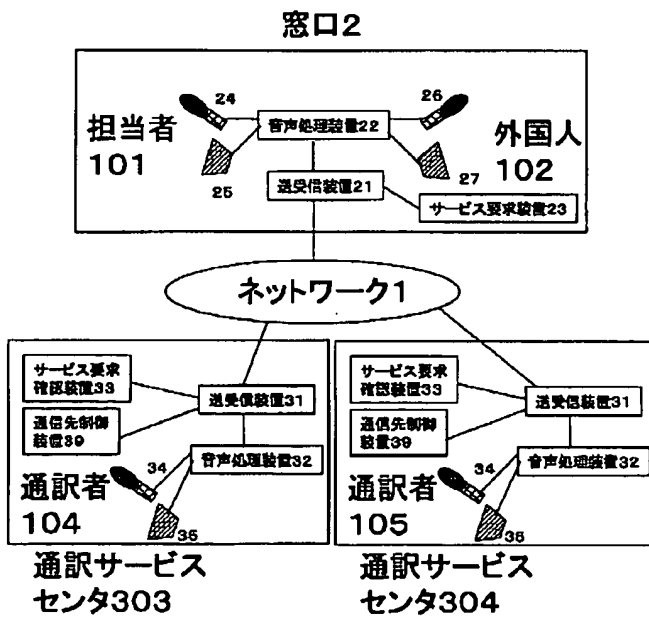 窓口2
24
26
担当者
101
音声処理装置22
外国人
102
25
27
送受信装置21
サービス要求装置23
ネットワーク1
サービス要求
確認装置33
通信先制御
装置39
送受信装置31
音声処理装置32
34
通訳者
104
35
通訳サービス
センタ303
サービス要求
確認装置33
通信先制御
装置39
送受信装置31
音声処理装置32
34
通訳者
105
35
通訳サービス
センタ304